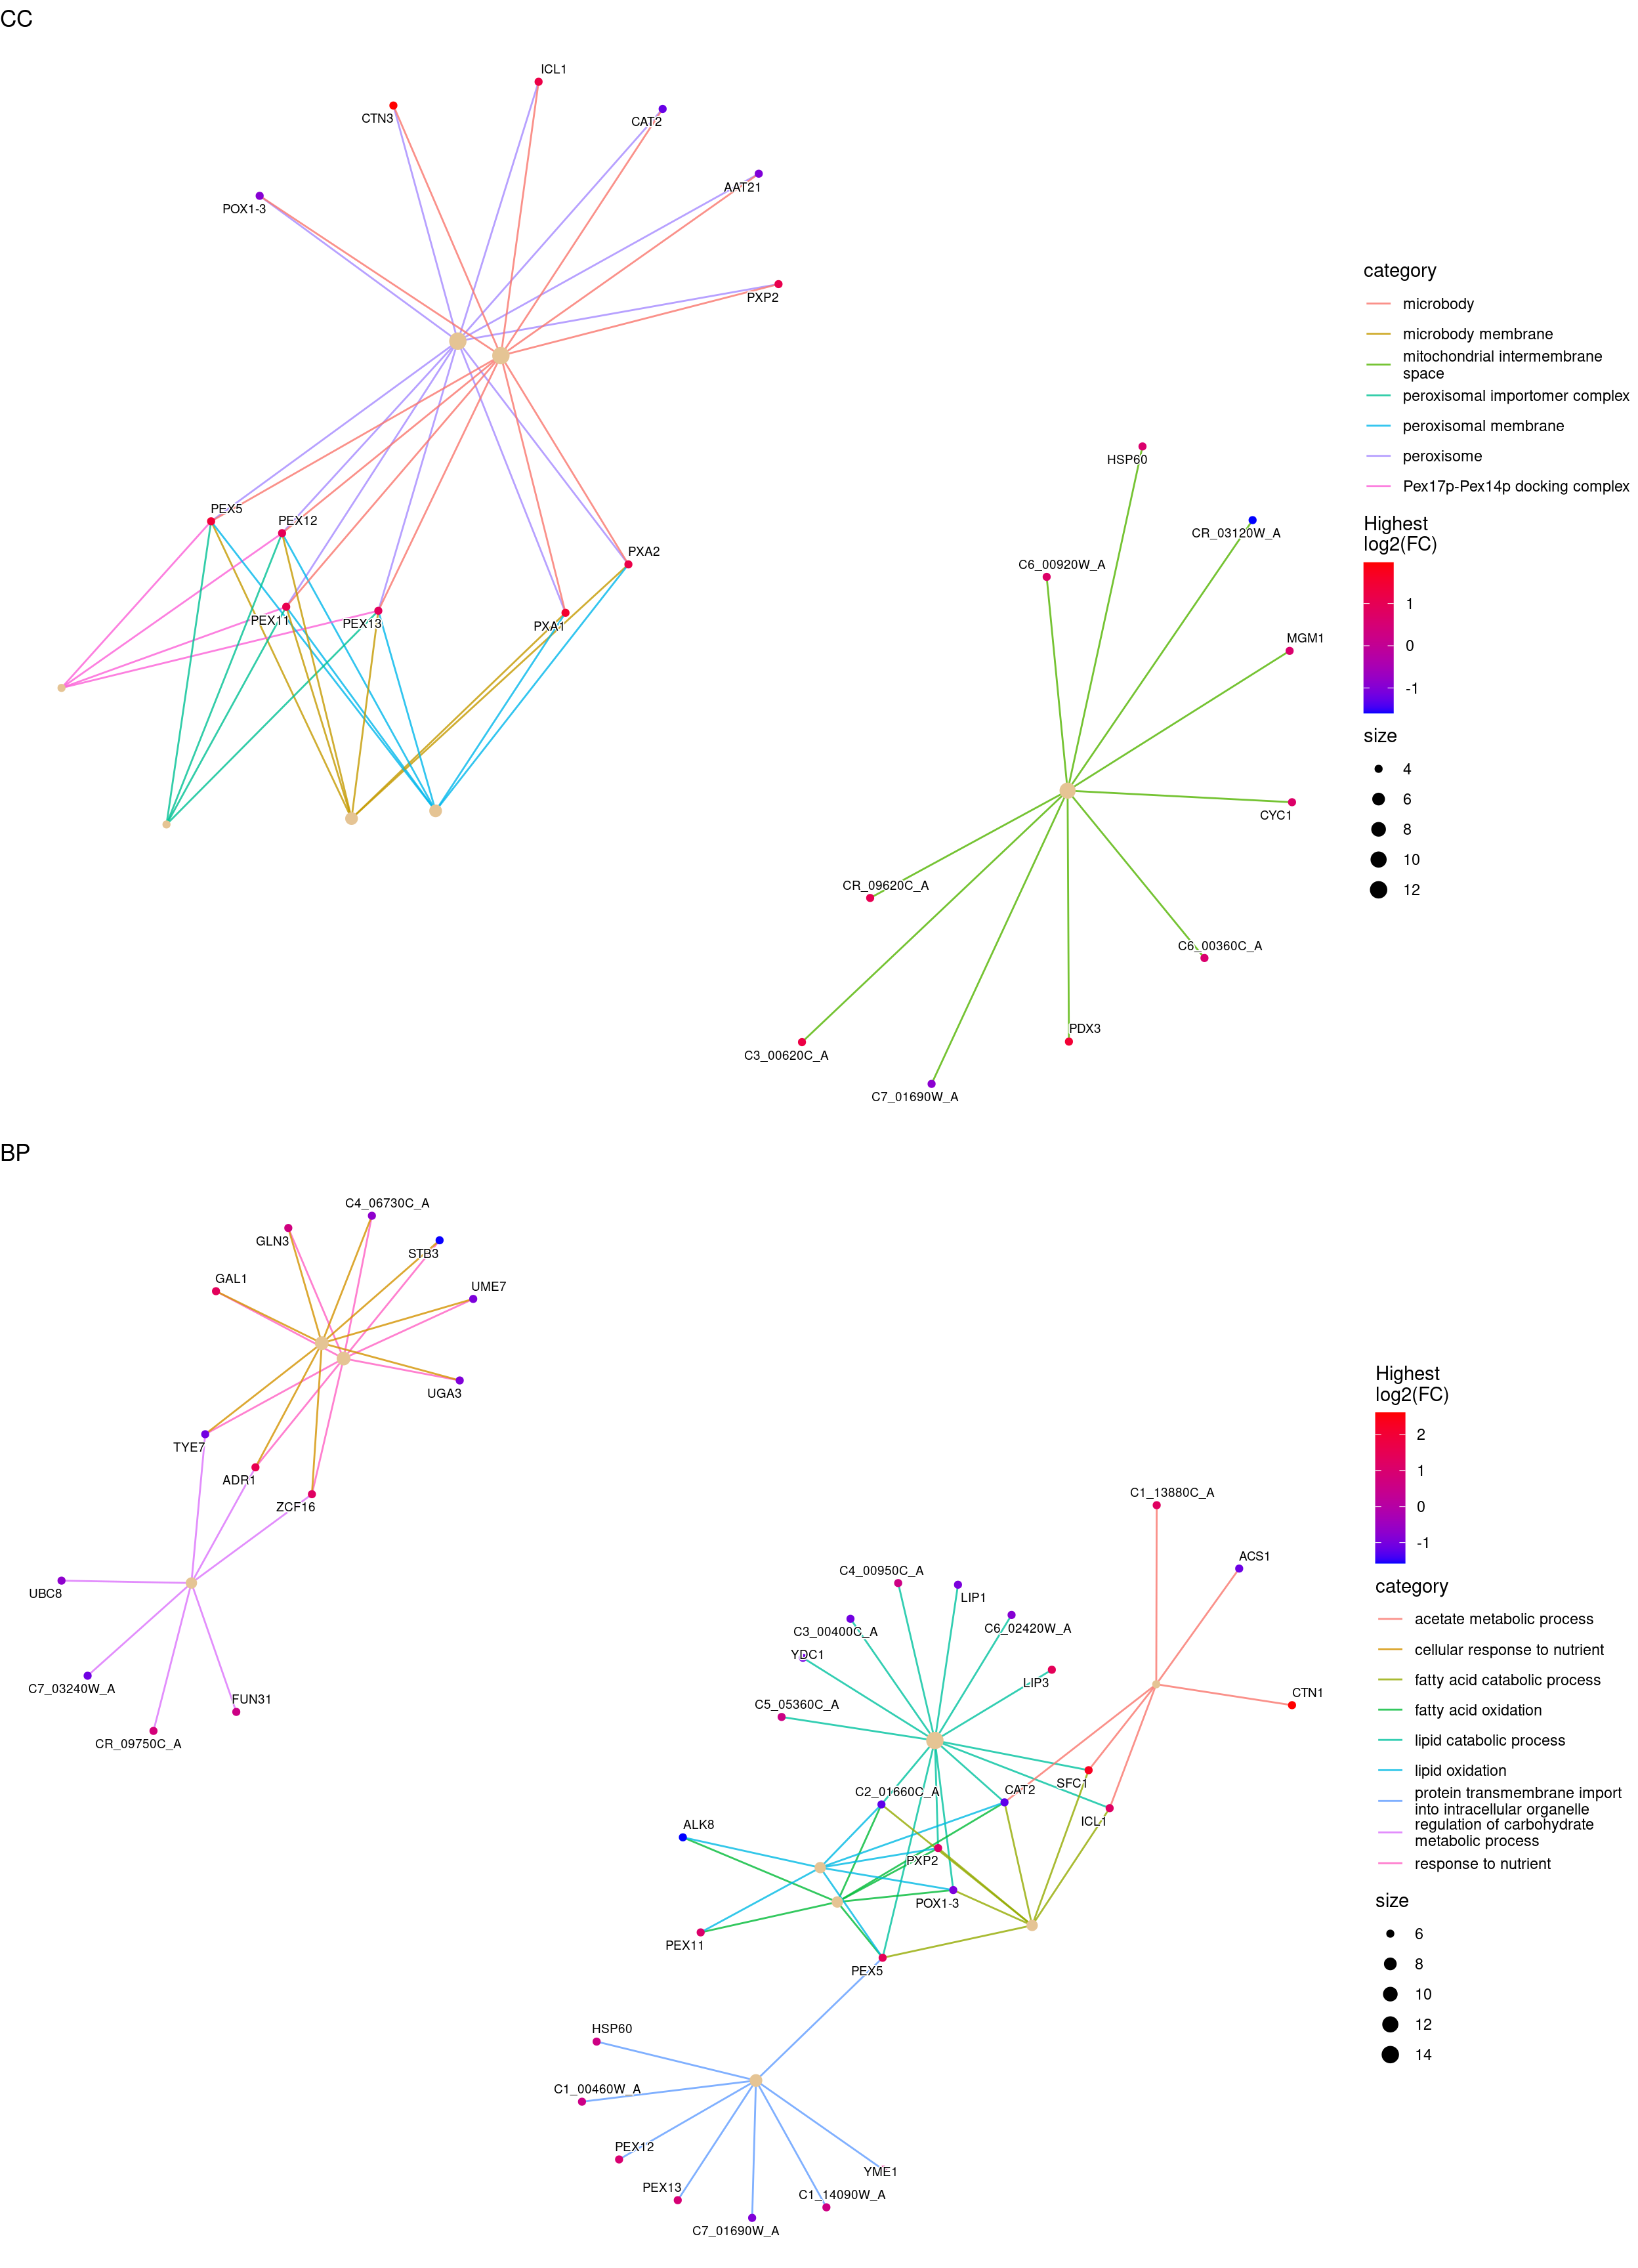 CC
ICL1
CTN3
CAT2
AAT21
POX1-3
PXP2
category
microbody
microbody membrane
mitochondrial intermembrane
space
peroxisomal importomer complex
peroxisomal membrane
peroxisome
Pex17p-Pex14p docking complex
HSP60
CR_03120W_A
C6_00920W_A
PEX5
PEX12
PXA2
PEX11
PEX13
PXA1
MGM1
CYC1
CR_09620C_A
C6_00360C_A
PDX3
C3_00620C_A
C7_01690W_A
Highest
log2(FC)
1
0
-1
size
4
6
8
10
12
BP
C4_06730C_A
GLN3
STB3
GAL1
UME7
UGA3
TYE7
ADR1
ZCF16
UBC8
C7_03240W_A
FUN31
CR_09750C_A
C1_13880C_A
ACS1
C4_00950C_A
LIP1
C3_00400C_A
C6_02420W_A
YDC1
LIP3
C5_05360C_A
CTN1
SFC1
C2_01660C_A
CAT2
ICL1
ALK8
PXP2
POX1-3
PEX11
PEX5
HSP60
C1_00460W_A
PEX12
YME1
PEX13
C1_14090W_A
C7_01690W_A
Highest
log2(FC)
2
1
0
-1
category
acetate metabolic process
cellular response to nutrient
fatty acid catabolic process
fatty acid oxidation
lipid catabolic process
lipid oxidation
protein transmembrane import
into intracellular organelle
regulation of carbohydrate
metabolic process
response to nutrient
size
6
8
10
12
14